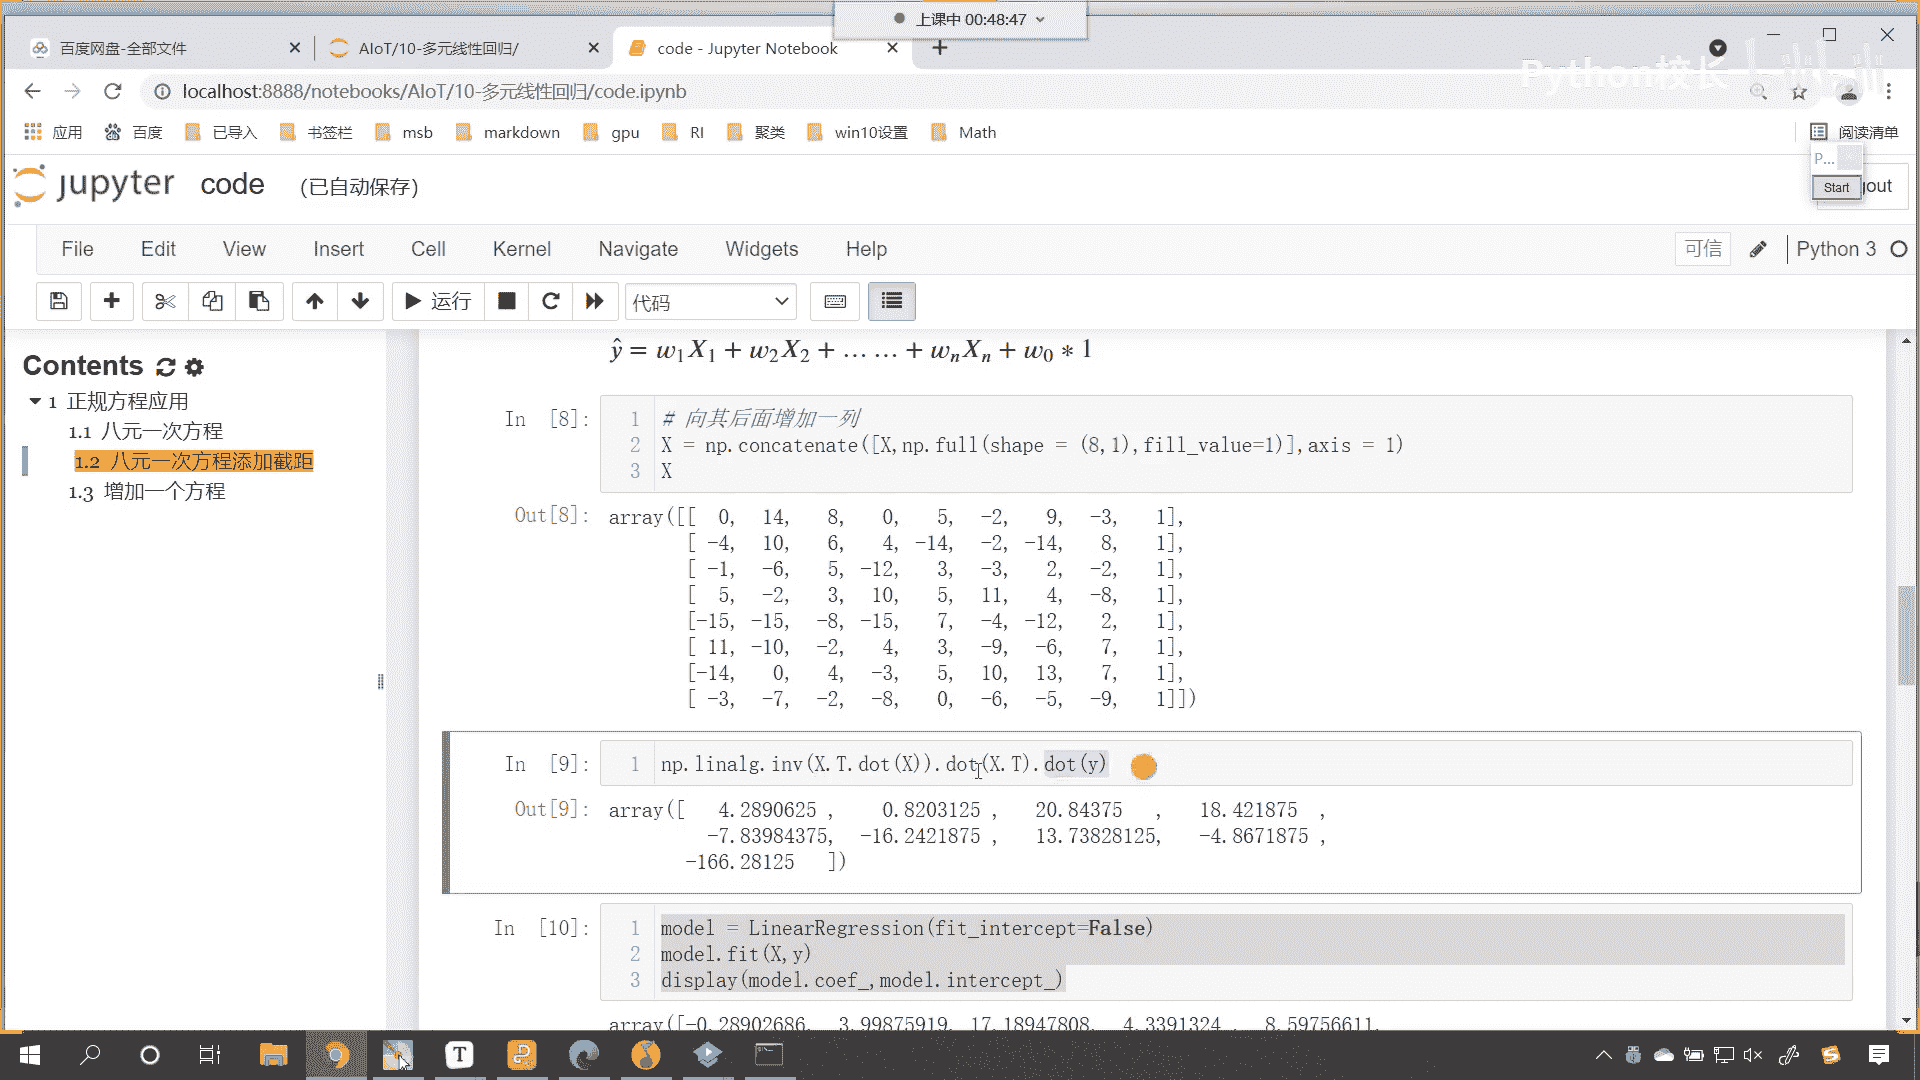 上课中 00:48:47
百度网盘-全部文件
AIoT/10-多元线性回归/
code - Jupyter Notebook
Python校长
localhost:8888/notebooks/AIoT/10-多元线性回归/code.ipynb
应用 百度 已导入 书签栏 msb markdown gpu RI 聚类 win10设置 Math 阅读清单
P...
Start
jupyter code (已自动保存) gout
File Edit View Insert Cell Kernel Navigate Widgets Help 可信 Python 3
运行 代码
Contents
1 正规方程应用
1.1 八元一次方程
1.2 八元一次方程添加截距
1.3 增加一个方程
ŷ = w₁X₁ + w₂X₂ + … … + wₙXₙ + w₀ ∗ 1
In [8]:
1 # 向其后面增加一列
2 X = np.concatenate([X,np.full(shape = (8,1),fill_value=1)],axis = 1)
3 X
Out[8]: array([[ 0, 14, 8, 0, 5, -2, 9, -3, 1],
[ -4, 10, 6, 4, -14, -2, -14, 8, 1],
[ -1, -6, 5, -12, 3, -3, 2, -2, 1],
[ 5, -2, 3, 10, 5, 11, 4, -8, 1],
[-15, -15, -8, -15, 7, -4, -12, 2, 1],
[ 11, -10, -2, 4, 3, -9, -6, 7, 1],
[-14, 0, 4, -3, 5, 10, 13, 7, 1],
[ -3, -7, -2, -8, 0, -6, -5, -9, 1]])
In [9]: 1 np.linalg.inv(X.T.dot(X)).dot(X.T).dot(y)
Out[9]: array([ 4.2890625 , 0.8203125 , 20.84375 , 18.421875 ,
-7.83984375, -16.2421875 , 13.73828125, -4.8671875 ,
-166.28125 ])
In [10]:
1 model = LinearRegression(fit_intercept=False)
2 model.fit(X,y)
3 display(model.coef_,model.intercept_)
array([-0.28902686, 3.99875919, 17.18947808, 4.3391324 , 8.59756611,